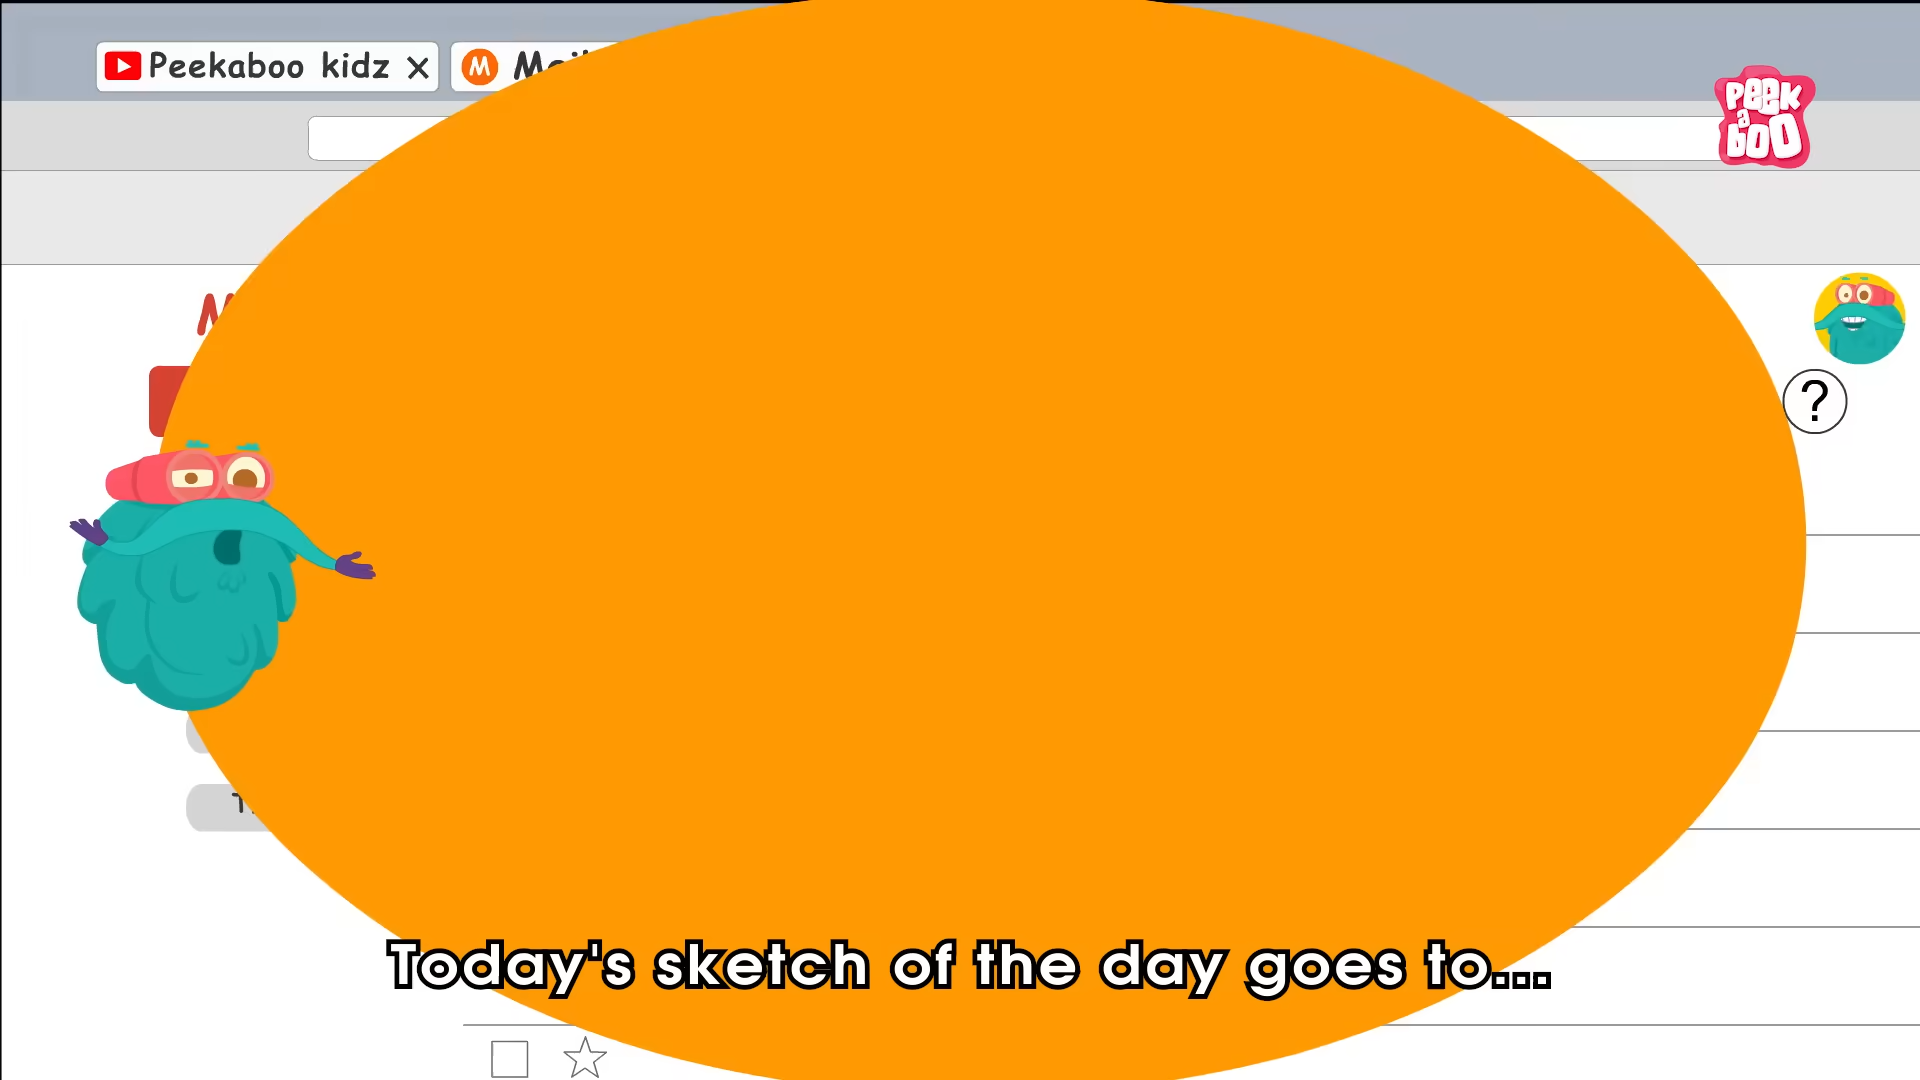 Peekaboo kidz
M
PEEK
a
boo
?
Today's sketch of the day goes to...